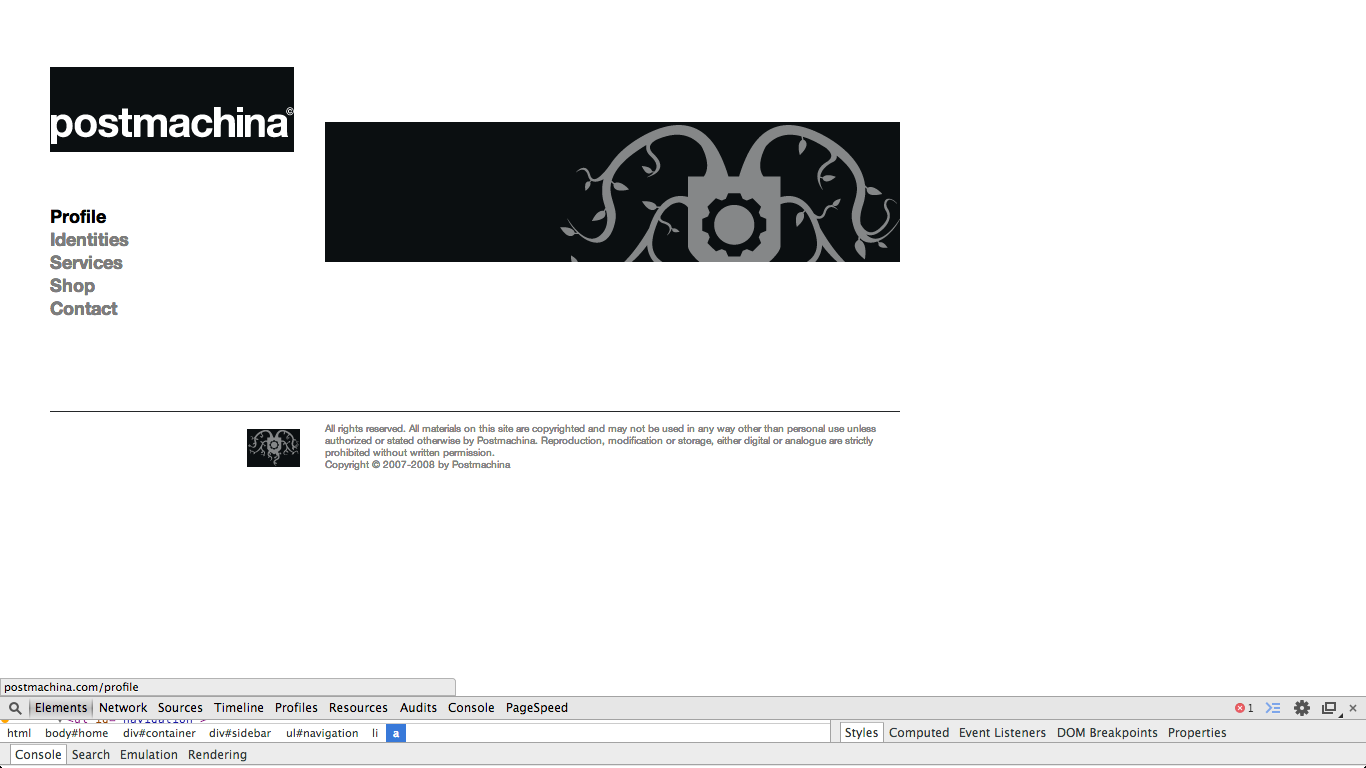 postmachina©
Profile
Identities
Services
Shop
Contact
All rights reserved. All materials on this site are copyrighted and may not be used in any way other than personal use unless
authorized or stated otherwise by Postmachina. Reproduction, modification or storage, either digital or analogue are strictly
prohibited without written permission.
Copyright © 2007-2008 by Postmachina
postmachina.com/profile
Elements Network Sources Timeline Profiles Resources Audits Console PageSpeed 1
<ul id="navigation">
html body#home div#container div#sidebar ul#navigation li a
Styles Computed Event Listeners DOM Breakpoints Properties
Console Search Emulation Rendering